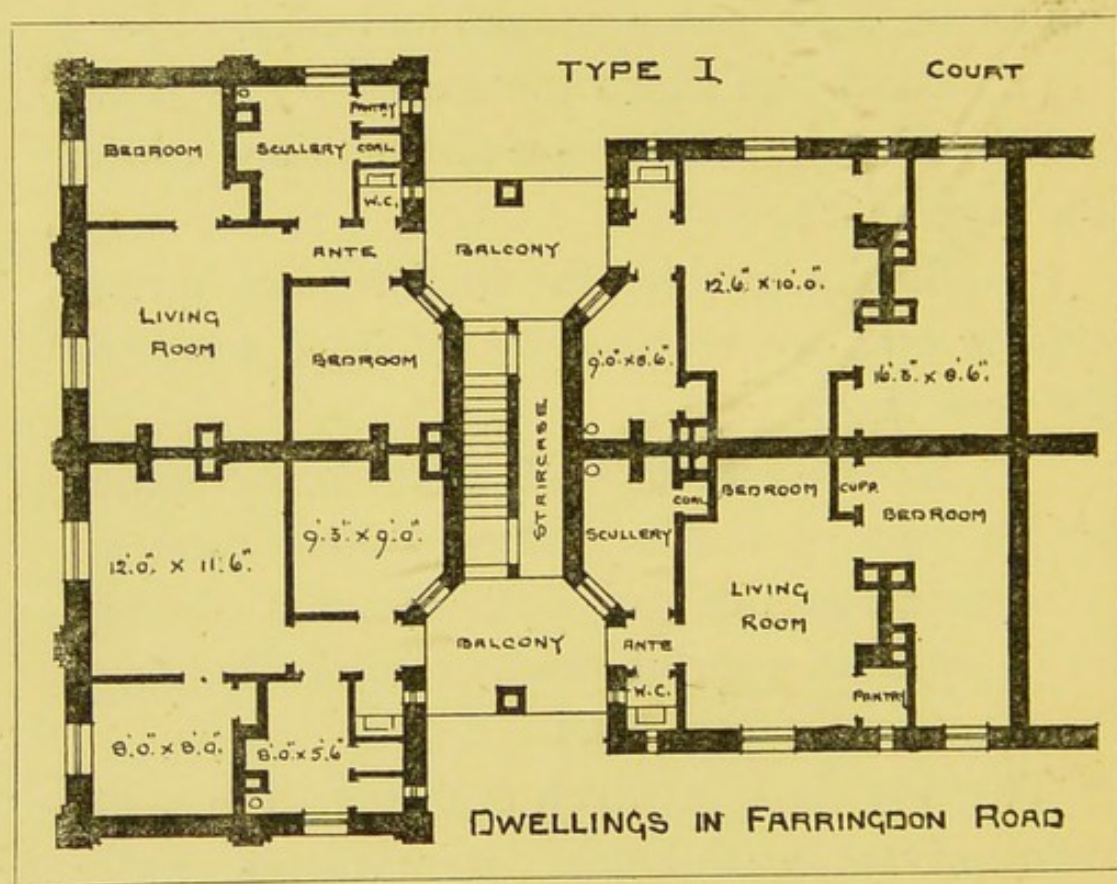 TYPE I
COURT
BEDROOM
SCULLERY
PANTRY
COAL
W.C.
ANTE
BALCONY
LIVING
ROOM
BEDROOM
12'.6" x 10'.0".
9'.0" x 8'.6".
16'.3" x 8'.6".
STAIRCASE
12'.0". x 11'.6".
9'.3" x 9'.0".
SCULLERY
COAL
BEDROOM
CUPD.
BEDROOM
LIVING
ROOM
BALCONY
ANTE
W.C.
PANTRY
8'.0" x 8'.0".
8'.0" x 5'.6"
DWELLINGS IN FARRINGDON ROAD